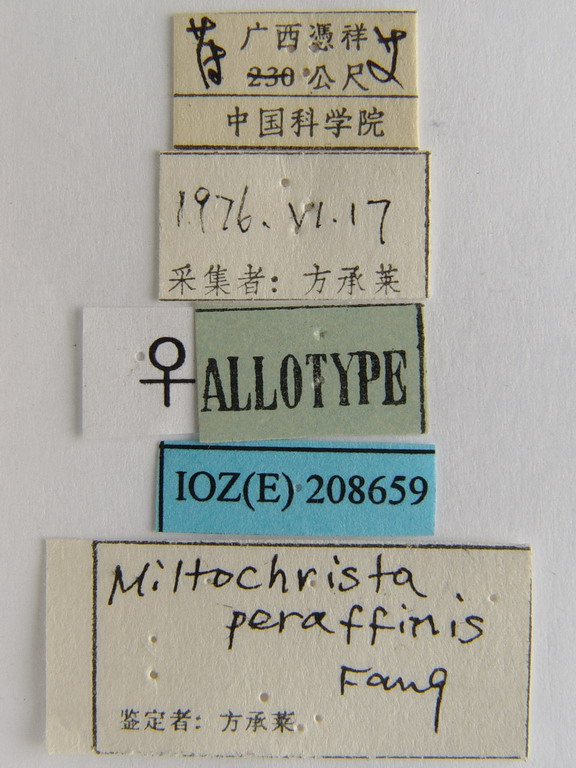 广西憑祥
230 公尺
中国科学院
1976. VI. 17
采集者：方承莱
♀ ALLOTYPE
IOZ(E) 208659
Miltochrista
peraffinis
Fang
鉴定者：方承莱